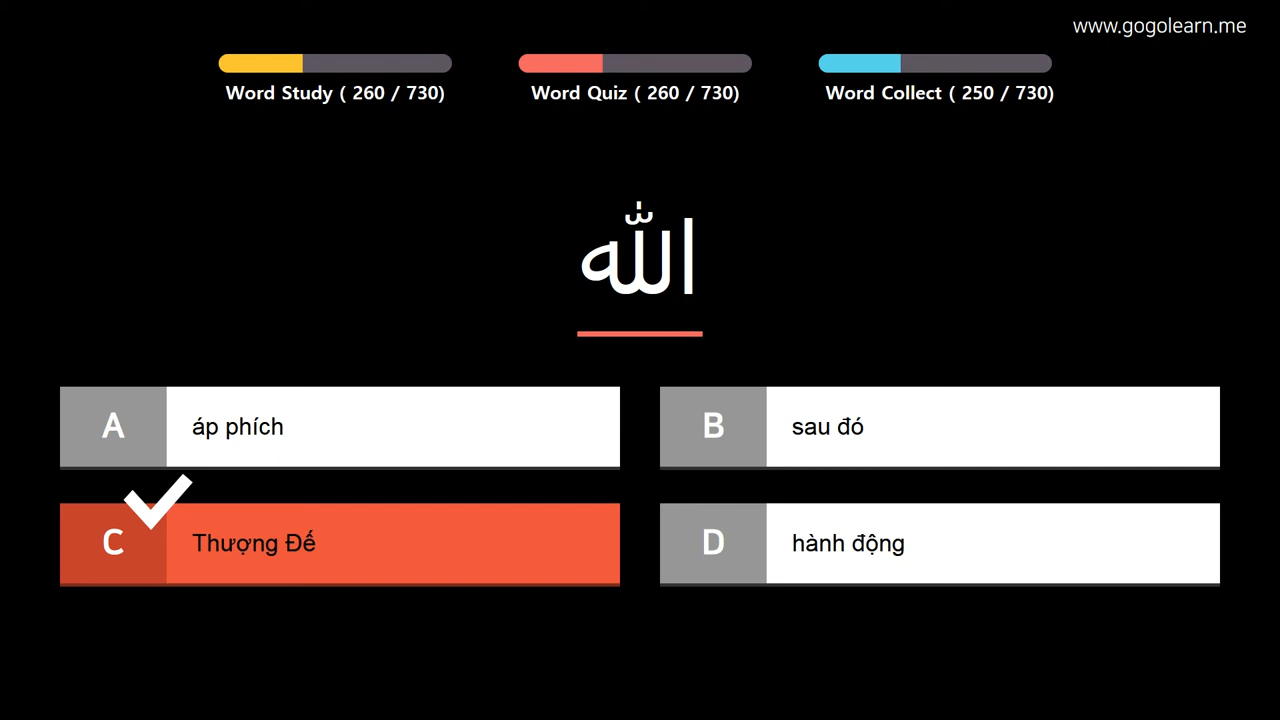 www.gogolearn.me
Word Study ( 260 / 730)
Word Quiz ( 260 / 730)
Word Collect ( 250 / 730)
الله
A
áp phích
B
sau đó
C
Thượng Đế
D
hành động